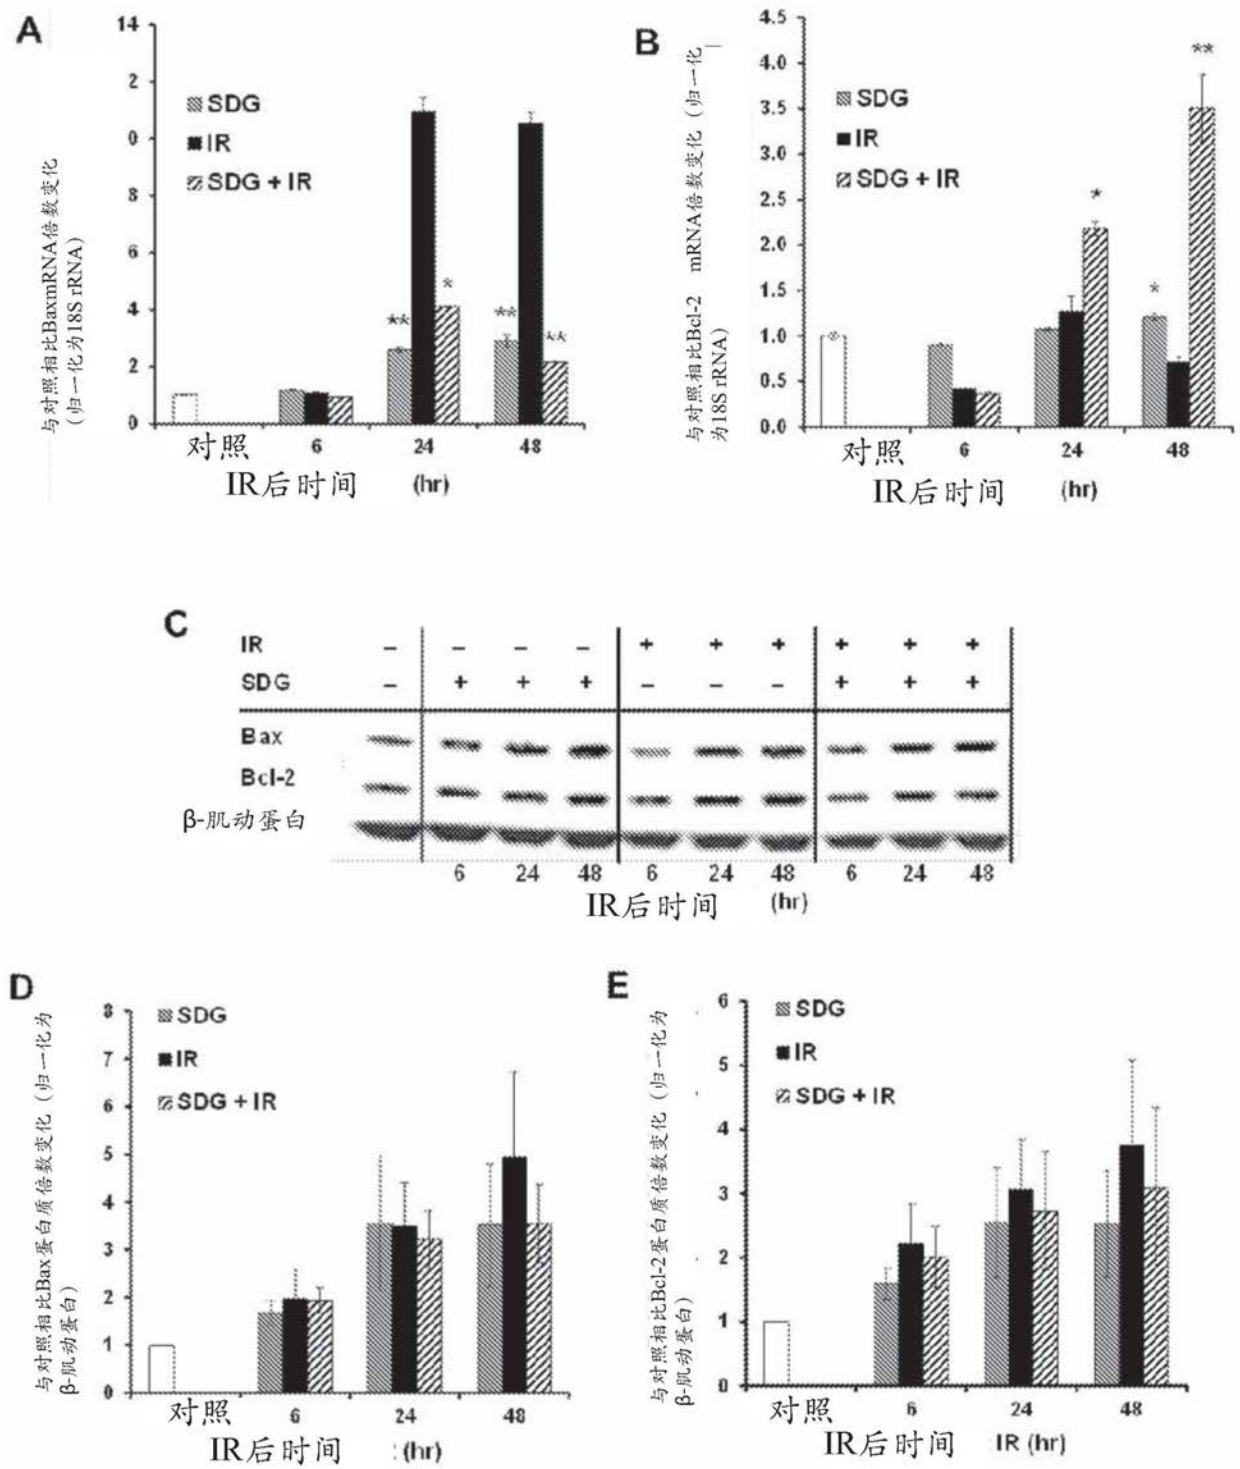 A
14
2
0
8
6
4
2
0
与对照相比BaxmRNA倍数变化
(归一化为18S rRNA)
SDG
IR
SDG + IR
**
*
**
**
对照
6
24
48
IR后时间
(hr)
B
4.5
4.0
3.5
3.0
2.5
2.0
1.5
1.0
0.5
0.0
与对照相比Bcl-2 mRNA倍数变化 (归一化
为18S rRNA)
SDG
IR
SDG + IR
*
*
**
对照
6
24
48
IR后时间
(hr)
C
IR – – – – + + + + + +
SDG – + + + – – – + + +
Bax
Bcl-2
β-肌动蛋白
6 24 48 6 24 48 6 24 48
IR后时间 (hr)
D
8
7
6
5
4
3
2
1
0
与对照相比Bax蛋白质倍数变化 (归一化为
β-肌动蛋白)
SDG
IR
SDG + IR
对照
6
24
48
IR后时间
(hr)
E
6
5
4
3
2
1
0
与对照相比Bcl-2蛋白质倍数变化 (归一化为
β-肌动蛋白)
SDG
IR
SDG + IR
对照
6
24
48
IR后时间
IR (hr)